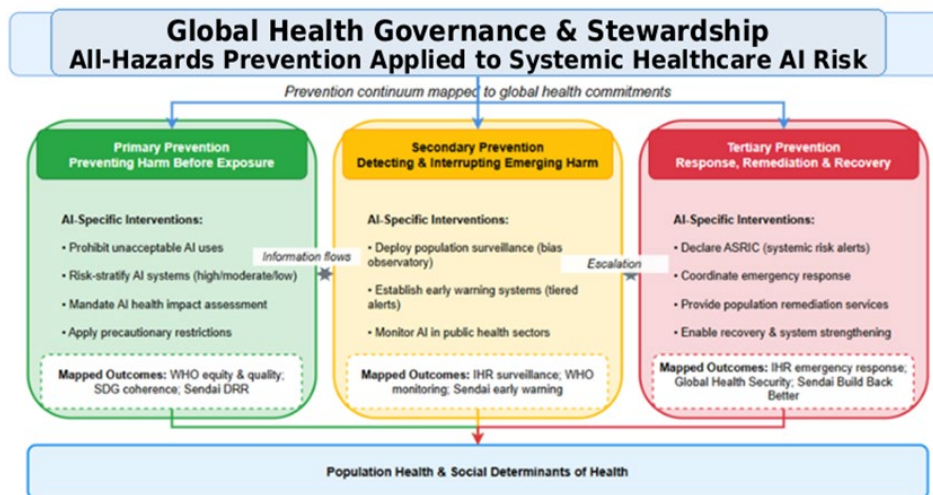 Global Health Governance & Stewardship
All-Hazards Prevention Applied to Systemic Healthcare AI Risk
Prevention continuum mapped to global health commitments
Primary Prevention
Preventing Harm Before Exposure
AI-Specific Interventions:
• Prohibit unacceptable AI uses
• Risk-stratify AI systems (high/moderate/low)
• Mandate AI health impact assessment
• Apply precautionary restrictions
Mapped Outcomes: WHO equity & quality;
SDG coherence; Sendai DRR
Information flows
Secondary Prevention
Detecting & Interrupting Emerging Harm
AI-Specific Interventions:
• Deploy population surveillance (bias
observatory)
• Establish early warning systems (tiered
alerts)
• Monitor AI in public health sectors
Mapped Outcomes: IHR surveillance; WHO
monitoring; Sendai early warning
Escalation
Tertiary Prevention
Response, Remediation & Recovery
AI-Specific Interventions:
• Declare ASRIC (systemic risk alerts)
• Coordinate emergency response
• Provide population remediation services
• Enable recovery & system strengthening
Mapped Outcomes: IHR emergency response;
Global Health Security; Sendai Build Back
Better
Population Health & Social Determinants of Health